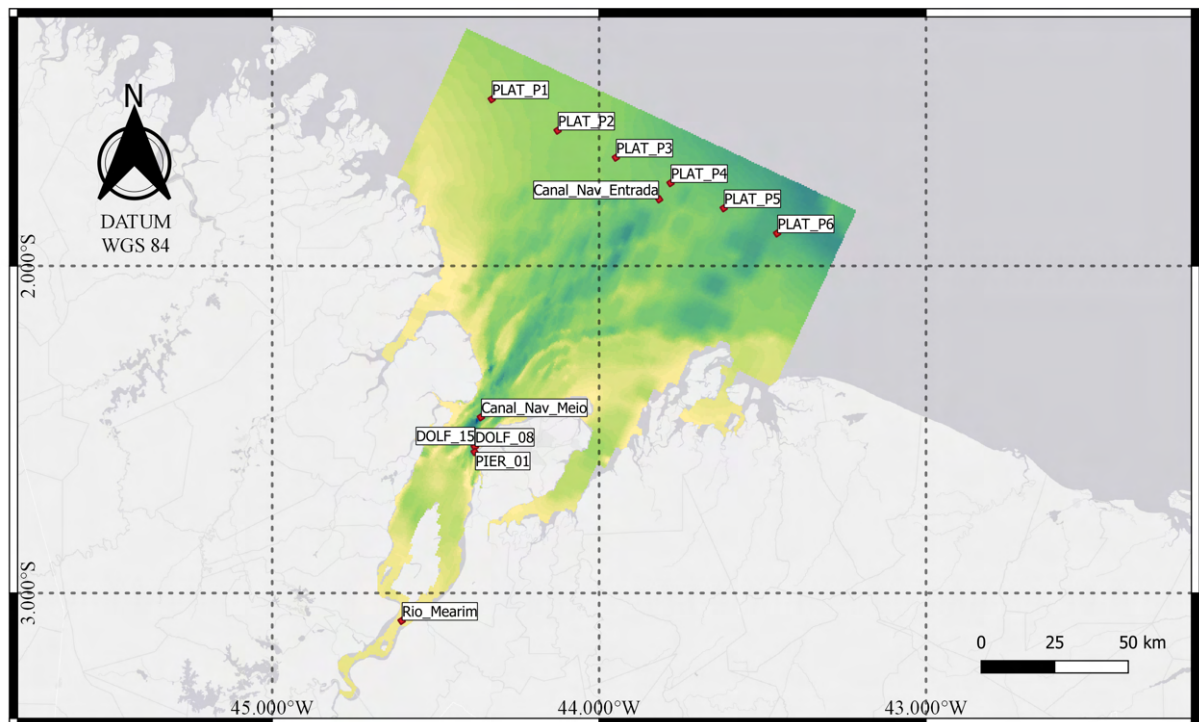 N
DATUM
WGS 84
PLAT_P1
PLAT_P2
PLAT_P3
PLAT_P4
Canal_Nav_Entrada
PLAT_P5
PLAT_P6
2.000°S
Canal_Nav_Meio
DOLF_15
DOLF_08
PIER_01
3.000°S
Rio_Mearim
0 25 50 km
45.000°W 44.000°W 43.000°W